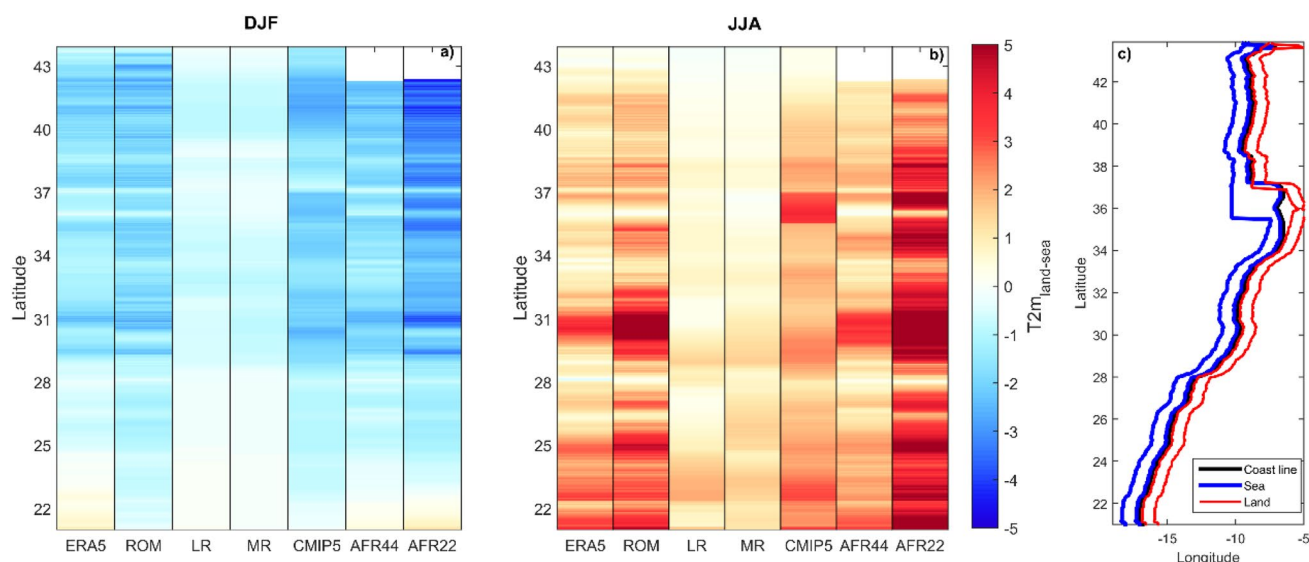 DJF
a)
43
40
37
34
31
28
25
22
Latitude
ERA5 ROM LR MR CMIP5 AFR44 AFR22
JJA
b)
43
40
37
34
31
28
25
22
Latitude
ERA5 ROM LR MR CMIP5 AFR44 AFR22
5
4
3
2
1
0
-1
-2
-3
-4
-5
T2m land-sea
c)
42
40
38
36
34
32
30
28
26
24
22
Latitude
Coast line
Sea
Land
-15 -10 -5
Longitude